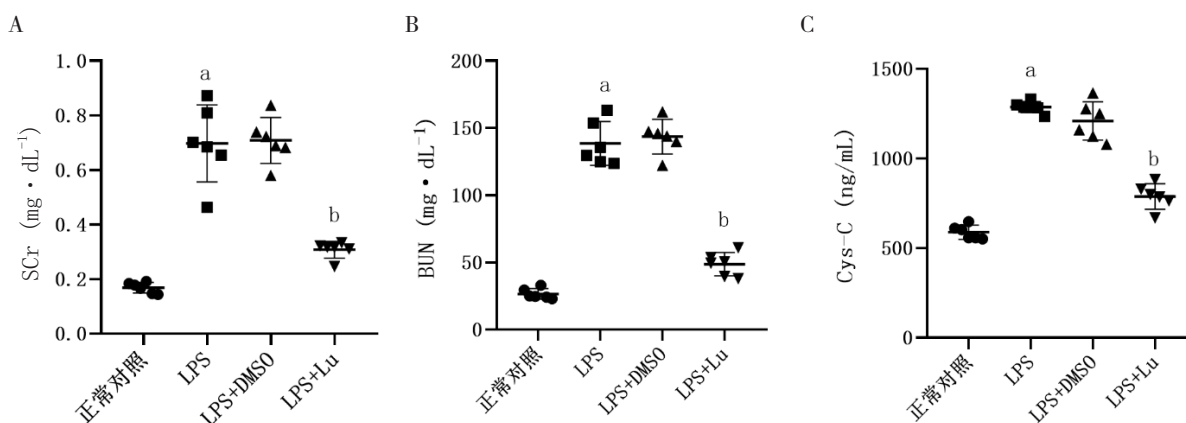 A
SCr (mg·dL⁻¹)
1.0
0.8
0.6
0.4
0.2
0.0
a
b
正常对照
LPS
LPS+DMSO
LPS+Lu
B
BUN (mg·dL⁻¹)
200
150
100
50
0
a
b
正常对照
LPS
LPS+DMSO
LPS+Lu
C
Cys-C (ng/mL)
1500
1000
500
0
a
b
正常对照
LPS
LPS+DMSO
LPS+Lu